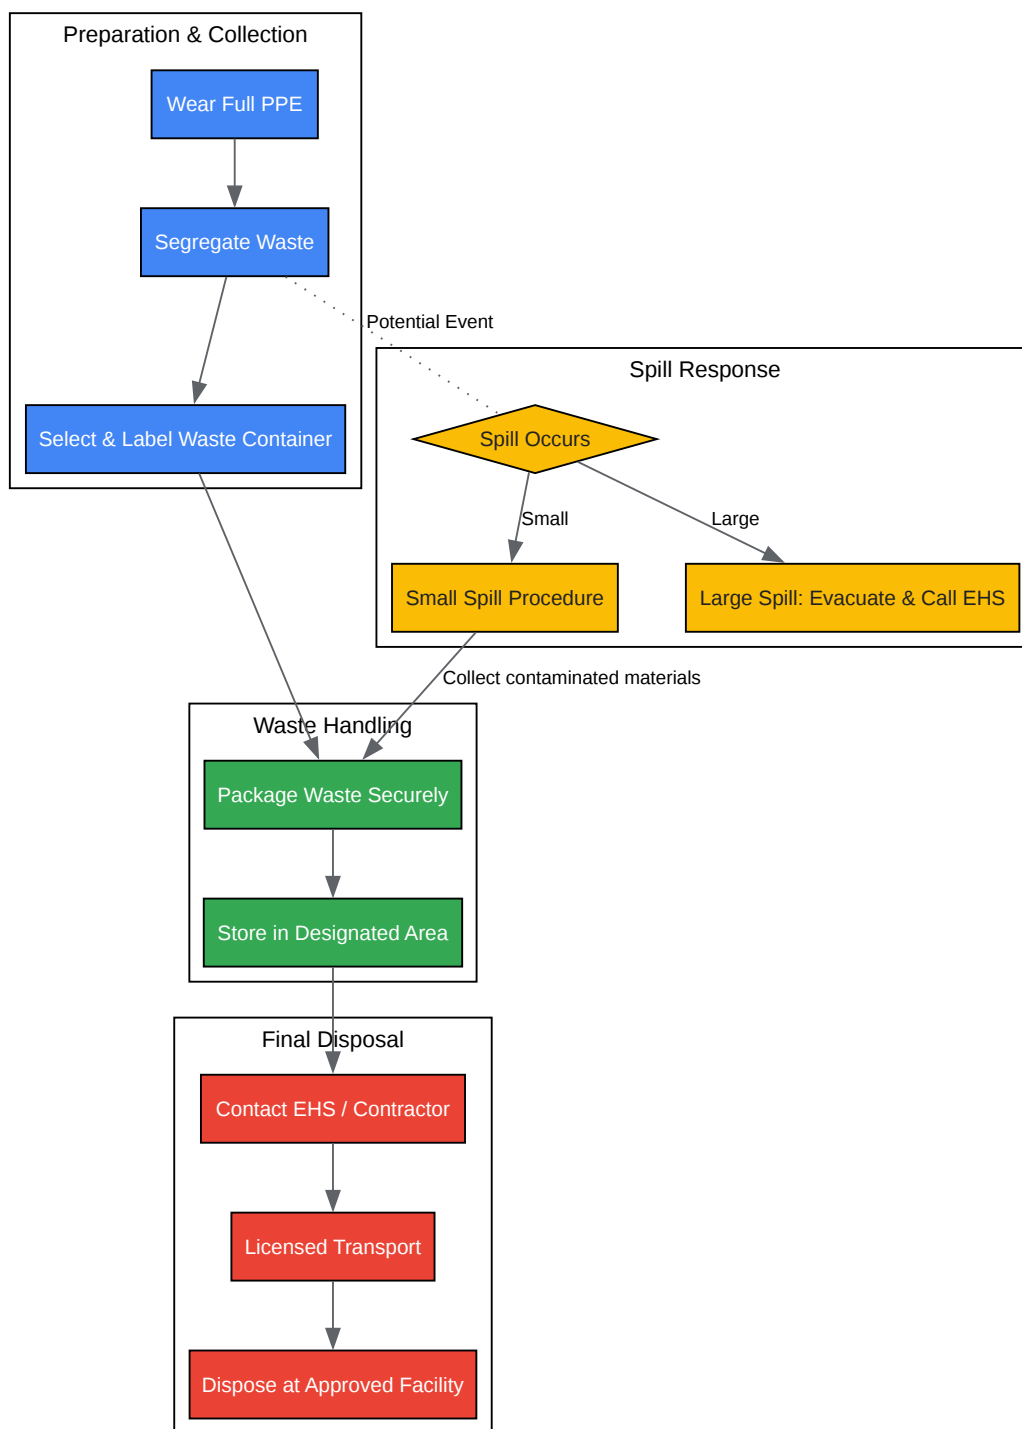 Preparation & Collection
Wear Full PPE
Segregate Waste
Potential Event
Select & Label Waste Container
Spill Response
Spill Occurs
Small
Large
Small Spill Procedure
Large Spill: Evacuate & Call EHS
Collect contaminated materials
Waste Handling
Package Waste Securely
Store in Designated Area
Final Disposal
Contact EHS / Contractor
Licensed Transport
Dispose at Approved Facility